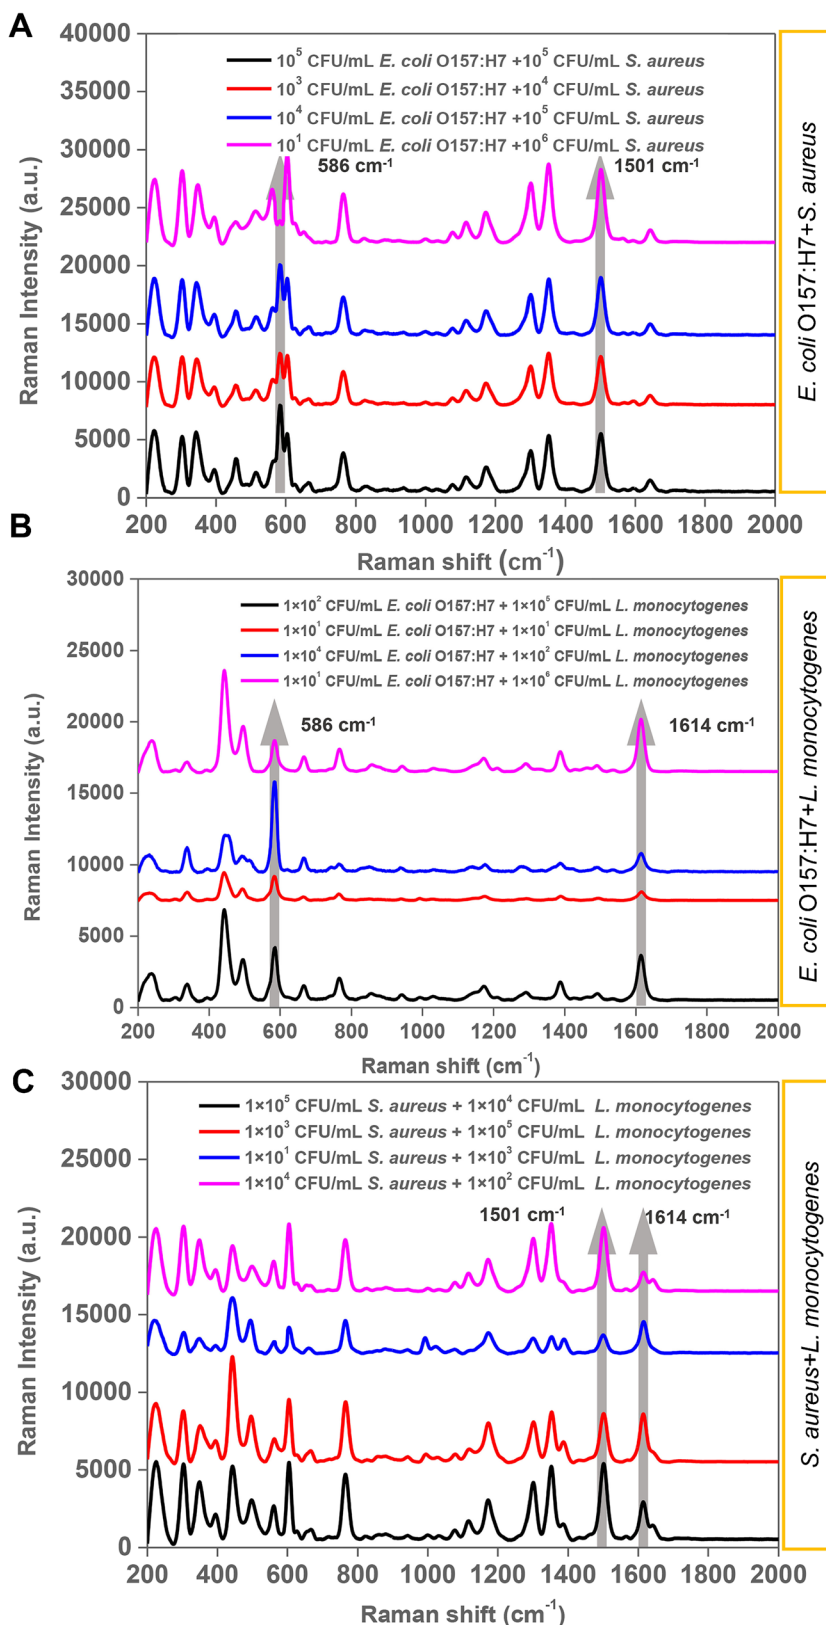 A
40000
35000
30000
25000
20000
15000
10000
5000
0
Raman Intensity (a.u.)
10⁵ CFU/mL E. coli O157:H7 +10⁵ CFU/mL S. aureus
10³ CFU/mL E. coli O157:H7 +10⁴ CFU/mL S. aureus
10⁴ CFU/mL E. coli O157:H7 +10⁵ CFU/mL S. aureus
10¹ CFU/mL E. coli O157:H7 +10⁶ CFU/mL S. aureus
586 cm⁻¹ 1501 cm⁻¹
200 400 600 800 1000 1200 1400 1600 1800 2000
Raman shift (cm⁻¹)
E. coli O157:H7+S. aureus
B
30000
25000
20000
15000
10000
5000
0
Raman Intensity (a.u.)
1×10² CFU/mL E. coli O157:H7 + 1×10⁵ CFU/mL L. monocytogenes
1×10¹ CFU/mL E. coli O157:H7 + 1×10¹ CFU/mL L. monocytogenes
1×10⁴ CFU/mL E. coli O157:H7 + 1×10² CFU/mL L. monocytogenes
1×10¹ CFU/mL E. coli O157:H7 + 1×10⁶ CFU/mL L. monocytogenes
586 cm⁻¹ 1614 cm⁻¹
200 400 600 800 1000 1200 1400 1600 1800 2000
Raman shift (cm⁻¹)
E. coli O157:H7+L. monocytogenes
C
30000
25000
20000
15000
10000
5000
0
Raman Intensity (a.u.)
1×10⁵ CFU/mL S. aureus + 1×10⁴ CFU/mL L. monocytogenes
1×10³ CFU/mL S. aureus + 1×10⁵ CFU/mL L. monocytogenes
1×10¹ CFU/mL S. aureus + 1×10³ CFU/mL L. monocytogenes
1×10⁴ CFU/mL S. aureus + 1×10² CFU/mL L. monocytogenes
1501 cm⁻¹ 1614 cm⁻¹
200 400 600 800 1000 1200 1400 1600 1800 2000
Raman shift (cm⁻¹)
S. aureus+L. monocytogenes